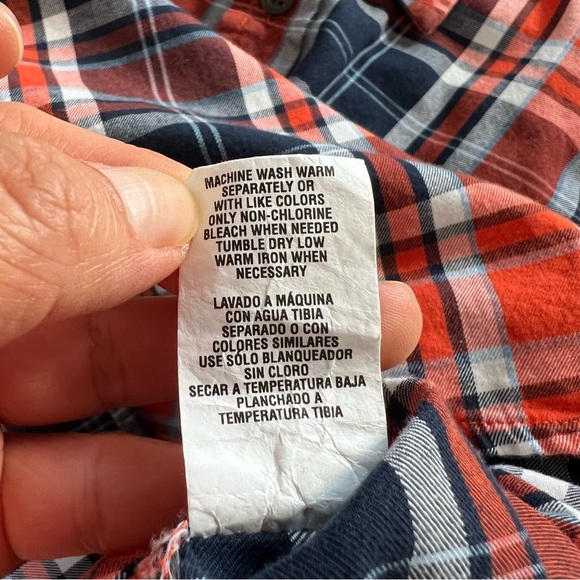 MACHINE WASH WARM
SEPARATELY OR
WITH LIKE COLORS
ONLY NON-CHLORINE
BLEACH WHEN NEEDED
TUMBLE DRY LOW
WARM IRON WHEN
NECESSARY
LAVADO A MÁQUINA
CON AGUA TIBIA
SEPARADO O CON
COLORES SIMILARES
USE SÓLO BLANQUEADOR
SIN CLORO
SECAR A TEMPERATURA BAJA
PLANCHADO A
TEMPERATURA TIBIA